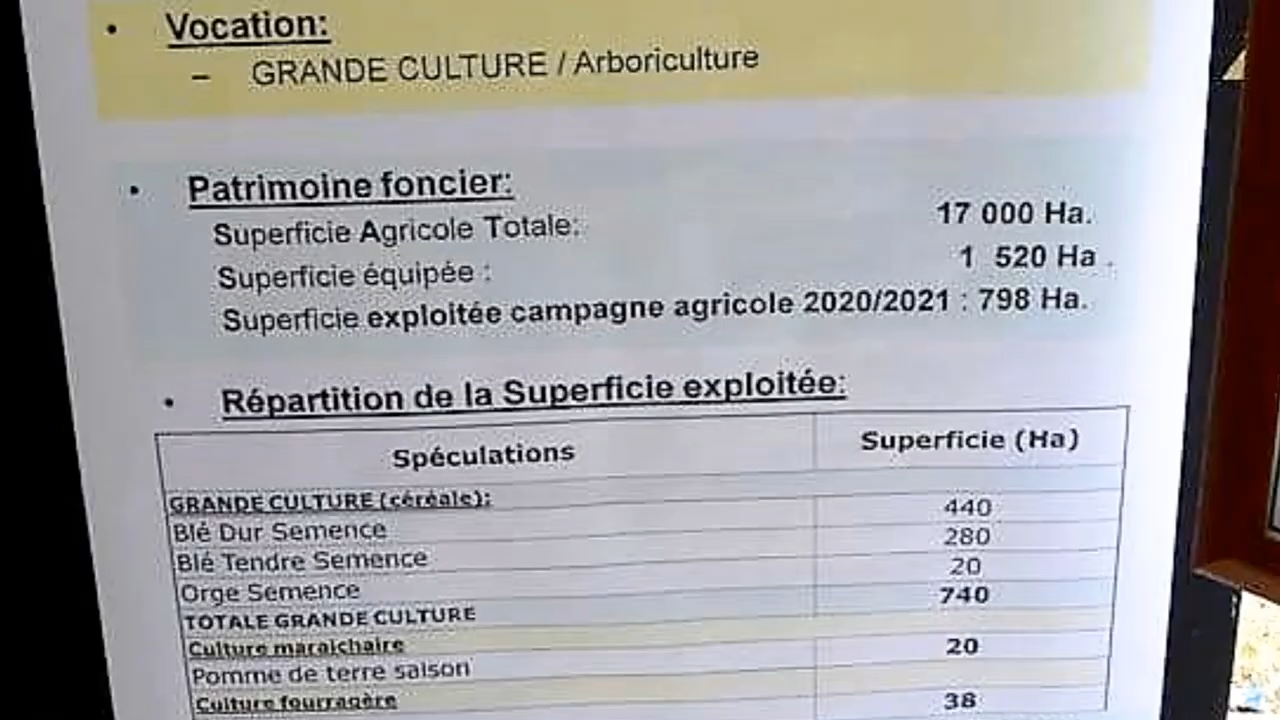 • Vocation:
– GRANDE CULTURE / Arboriculture
• Patrimoine foncier:
Superficie Agricole Totale: 17 000 Ha.
Superficie équipée : 1 520 Ha .
Superficie exploitée campagne agricole 2020/2021 : 798 Ha.
• Répartition de la Superficie exploitée:
Spéculations Superficie (Ha)
GRANDE CULTURE (céréale):
Blé Dur Semence 440
Blé Tendre Semence 280
Orge Semence 20
TOTALE GRANDE CULTURE 740
Culture maraichaire
Pomme de terre saison 20
Culture fourragère
38